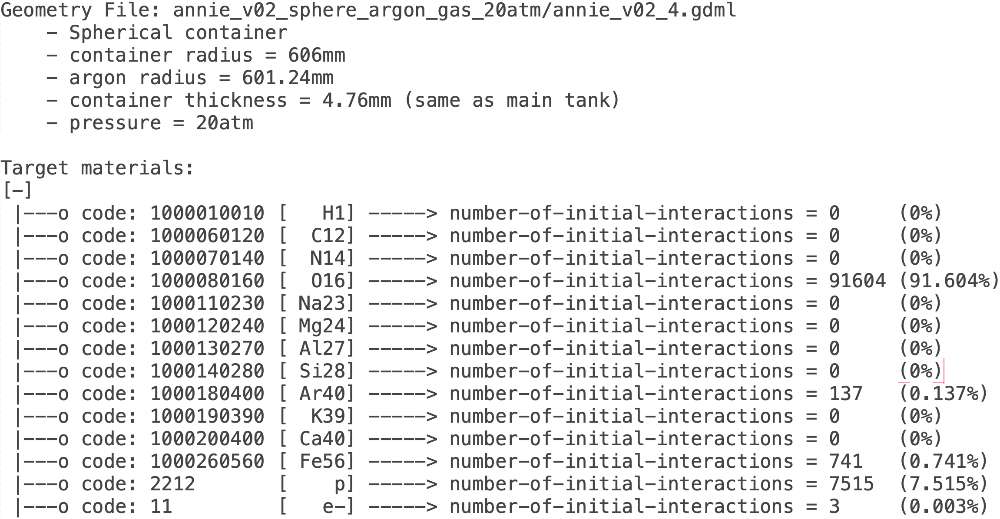 Geometry File: annie_v02_sphere_argon_gas_20atm/annie_v02_4.gdml
    - Spherical container
    - container radius = 606mm
    - argon radius = 601.24mm
    - container thickness = 4.76mm (same as main tank)
    - pressure = 20atm

Target materials:
[-]
 |---o code: 1000010010 [   H1] -----> number-of-initial-interactions = 0     (0%)
 |---o code: 1000060120 [  C12] -----> number-of-initial-interactions = 0     (0%)
 |---o code: 1000070140 [  N14] -----> number-of-initial-interactions = 0     (0%)
 |---o code: 1000080160 [  O16] -----> number-of-initial-interactions = 91604 (91.604%)
 |---o code: 1000110230 [ Na23] -----> number-of-initial-interactions = 0     (0%)
 |---o code: 1000120240 [ Mg24] -----> number-of-initial-interactions = 0     (0%)
 |---o code: 1000130270 [ Al27] -----> number-of-initial-interactions = 0     (0%)
 |---o code: 1000140280 [ Si28] -----> number-of-initial-interactions = 0     (0%)
 |---o code: 1000180400 [ Ar40] -----> number-of-initial-interactions = 137   (0.137%)
 |---o code: 1000190390 [  K39] -----> number-of-initial-interactions = 0     (0%)
 |---o code: 1000200400 [ Ca40] -----> number-of-initial-interactions = 0     (0%)
 |---o code: 1000260560 [ Fe56] -----> number-of-initial-interactions = 741   (0.741%)
 |---o code: 2212       [    p] -----> number-of-initial-interactions = 7515  (7.515%)
 |---o code: 11         [   e-] -----> number-of-initial-interactions = 3     (0.003%)